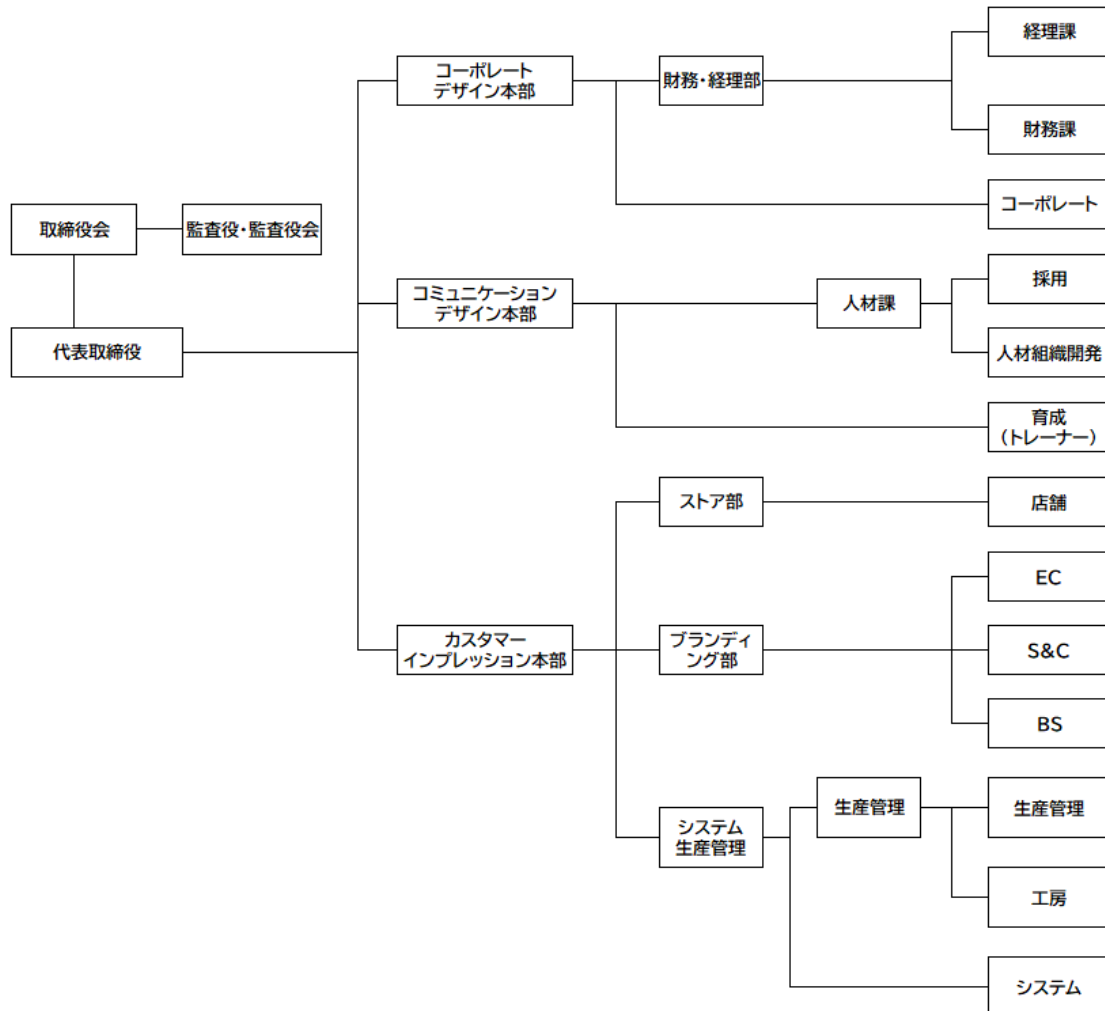 経理課
コーポレート
デザイン本部
財務・経理部
財務課
コーポレート
取締役会
監査役・監査役会
採用
コミュニケーション
デザイン本部
人材課
代表取締役
人材組織開発
育成
（トレーナー）
ストア部
店舗
EC
カスタマー
インプレッション本部
ブランディ
ング部
S&C
BS
生産管理
生産管理
システム
生産管理
工房
システム